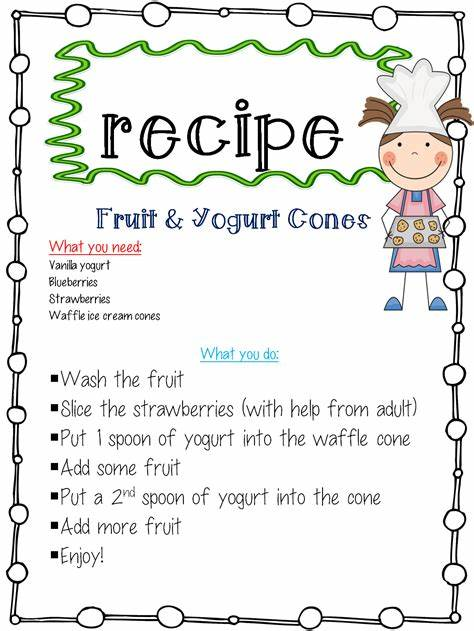 recipe
Fruit & Yogurt Cones
What you need:
Vanilla yogurt
Blueberries
Strawberries
Waffle ice cream cones
What you do:
▪Wash the fruit
▪Slice the strawberries (with help from adult)
▪Put 1 spoon of yogurt into the waffle cone
▪Add some fruit
▪Put a 2nd spoon of yogurt into the cone
▪Add more fruit
▪Enjoy!